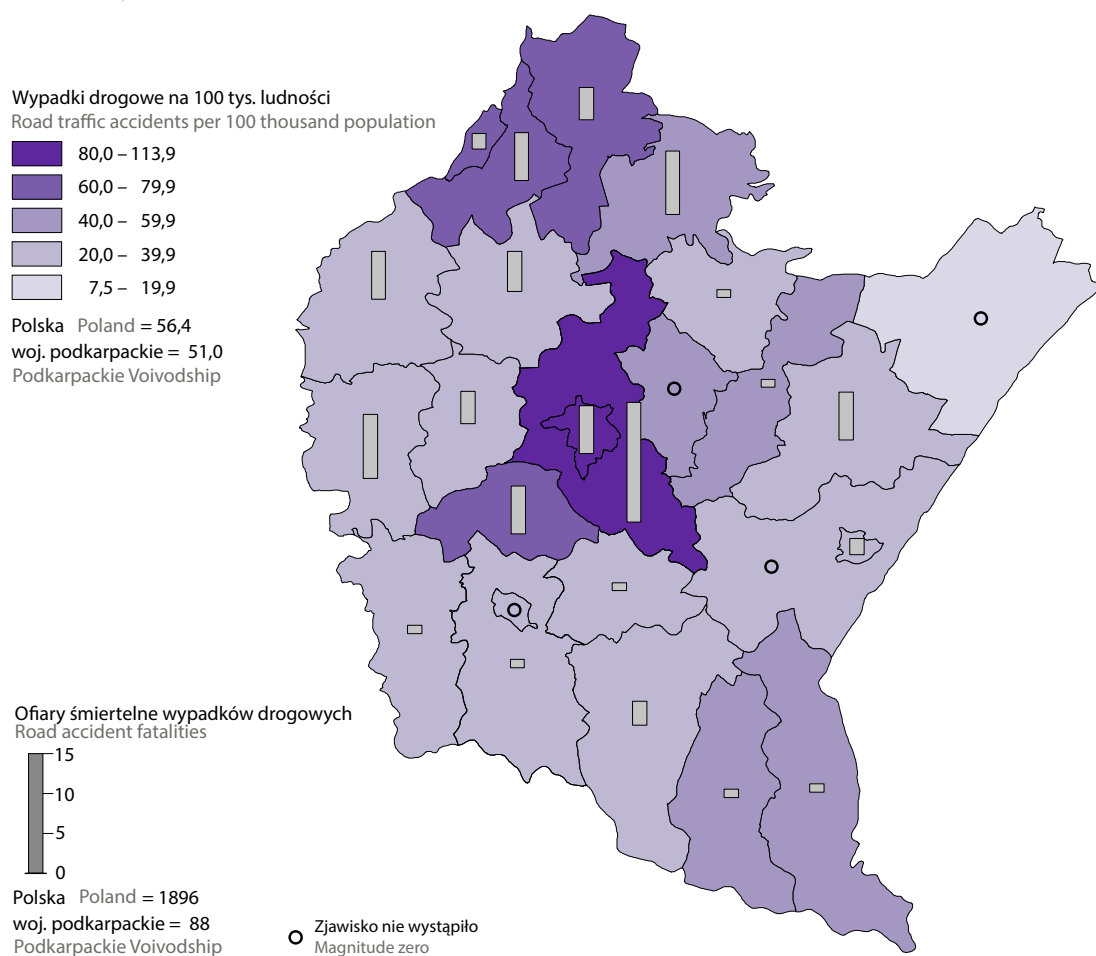 Wypadki drogowe na 100 tys. ludności
Road traffic accidents per 100 thousand population
80,0 – 113,9
60,0 – 79,9
40,0 – 59,9
20,0 – 39,9
7,5 – 19,9
Polska Poland = 56,4
woj. podkarpackie = 51,0
Podkarpackie Voivodship
Ofiary śmiertelne wypadków drogowych
Road accident fatalities
15
10
5
0
Polska Poland = 1896
woj. podkarpackie = 88
Podkarpackie Voivodship
Zjawisko nie wystąpiło
Magnitude zero